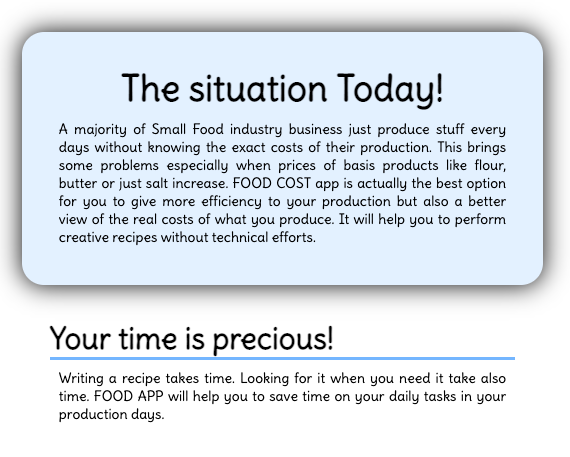 The situation Today!
A majority of Small Food industry business just produce stuff every
days without knowing the exact costs of their production. This brings
some problems especially when prices of basis products like flour,
butter or just salt increase. FOOD COST app is actually the best option
for you to give more efficiency to your production but also a better
view of the real costs of what you produce. It will help you to perform
creative recipes without technical efforts.
Your time is precious!
Writing a recipe takes time. Looking for it when you need it take also
time. FOOD APP will help you to save time on your daily tasks in your
production days.